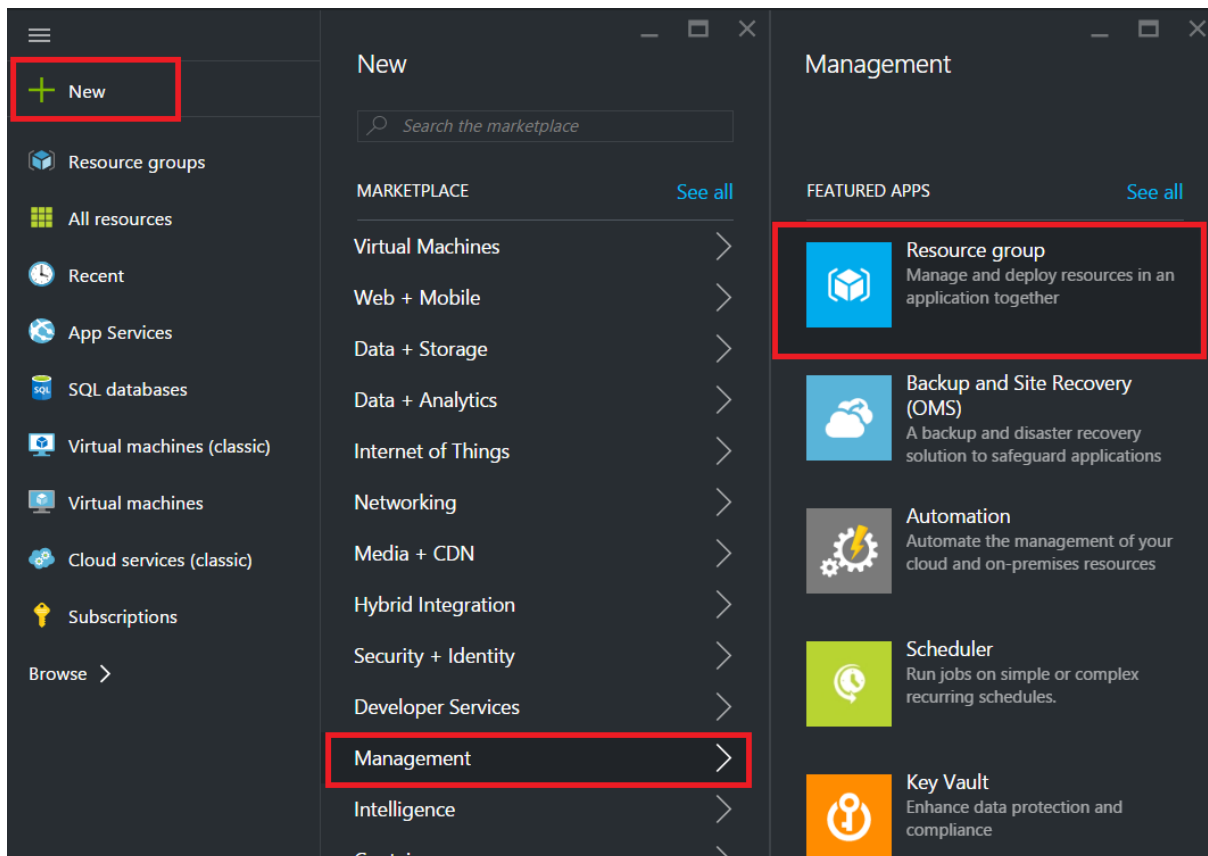 New
Resource groups
All resources
Recent
App Services
SQL
SQL databases
Virtual machines (classic)
Virtual machines
Cloud services (classic)
Subscriptions
Browse
New
Search the marketplace
MARKETPLACE See all
Virtual Machines
Web + Mobile
Data + Storage
Data + Analytics
Internet of Things
Networking
Media + CDN
Hybrid Integration
Security + Identity
Developer Services
Management
Intelligence
Management
FEATURED APPS See all
Resource group
Manage and deploy resources in an
application together
Backup and Site Recovery
(OMS)
A backup and disaster recovery
solution to safeguard applications
Automation
Automate the management of your
cloud and on-premises resources
Scheduler
Run jobs on simple or complex
recurring schedules.
Key Vault
Enhance data protection and
compliance